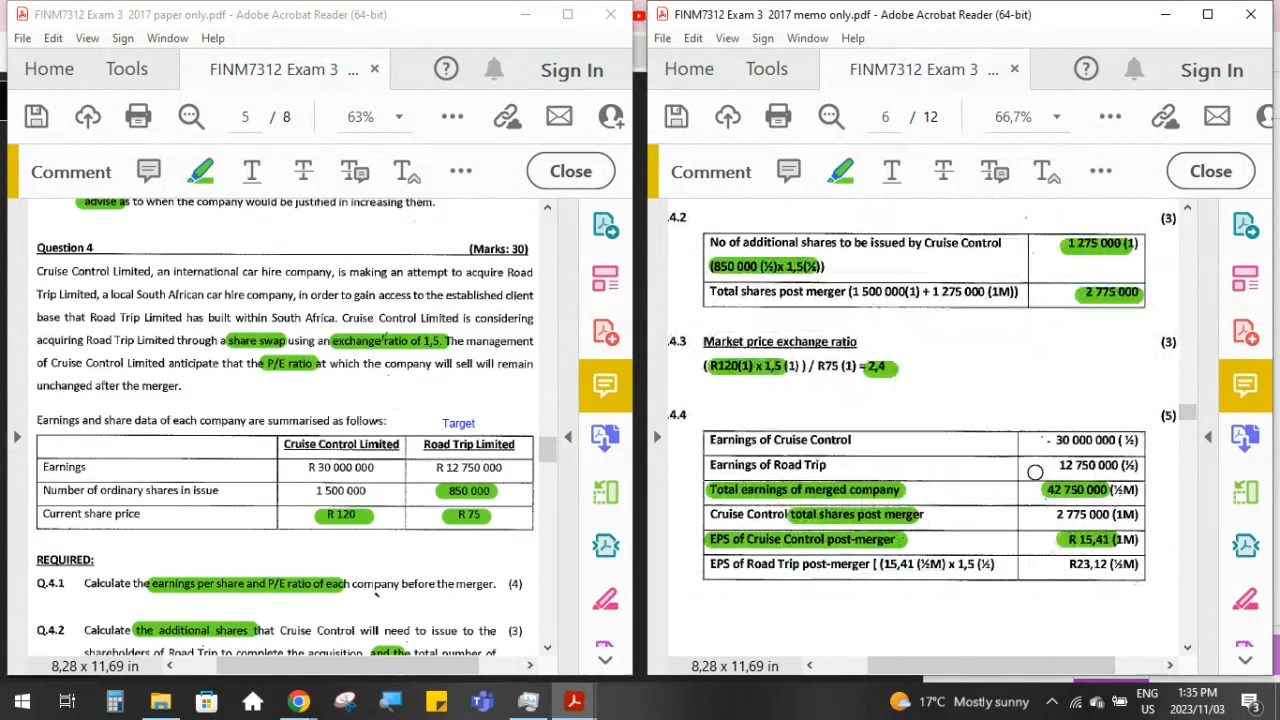 FINM7312 Exam 3 2017 paper only.pdf - Adobe Acrobat Reader (64-bit)
File Edit View Sign Window Help
Home Tools FINM7312 Exam 3 ... Sign In
5 / 8 63%
Comment Close
advise as to when the company would be justified in increasing them.
Question 4 (Marks: 30)
Cruise Control Limited, an international car hire company, is making an attempt to acquire Road
Trip Limited, a local South African car hire company, in order to gain access to the established client
base that Road Trip Limited has built within South Africa. Cruise Control Limited is considering
acquiring Road Trip Limited through a share swap using an exchange ratio of 1,5. The management
of Cruise Control Limited anticipate that the P/E ratio at which the company will sell will remain
unchanged after the merger.
Earnings and share data of each company are summarised as follows: Target
Cruise Control Limited Road Trip Limited
Earnings R 30 000 000 R 12 750 000
Number of ordinary shares in issue 1 500 000 850 000
Current share price R 120 R 75
REQUIRED:
Q.4.1 Calculate the earnings per share and P/E ratio of each company before the merger. (4)
Q.4.2 Calculate the additional shares that Cruise Control will need to issue to the (3)
shareholders of Road Trip to complete the acquisition, and the total number of
8,28 x 11,69 in
FINM7312 Exam 3 2017 memo only.pdf - Adobe Acrobat Reader (64-bit)
File Edit View Sign Window Help
Home Tools FINM7312 Exam 3 ... Sign In
6 / 12 66,7%
Comment Close
.4.2 (3)
No of additional shares to be issued by Cruise Control 1 275 000 (1)
(850 000 (½)x 1,5(½))
Total shares post merger (1 500 000(1) + 1 275 000 (1M)) 2 775 000
.4.3 Market price exchange ratio (3)
( R120(1) x 1,5 (1) ) / R75 (1) = 2,4
.4.4 (5)
Earnings of Cruise Control 30 000 000 (½)
Earnings of Road Trip 12 750 000 (½)
Total earnings of merged company 42 750 000 (½M)
Cruise Control total shares post merger 2 775 000 (1M)
EPS of Cruise Control post-merger R 15,41 (1M)
EPS of Road Trip post-merger [ (15,41 (½M) x 1,5 (½) R23,12 (½M)
8,28 x 11,69 in
17°C Mostly sunny
ENG
US
1:35 PM
2023/11/03
3